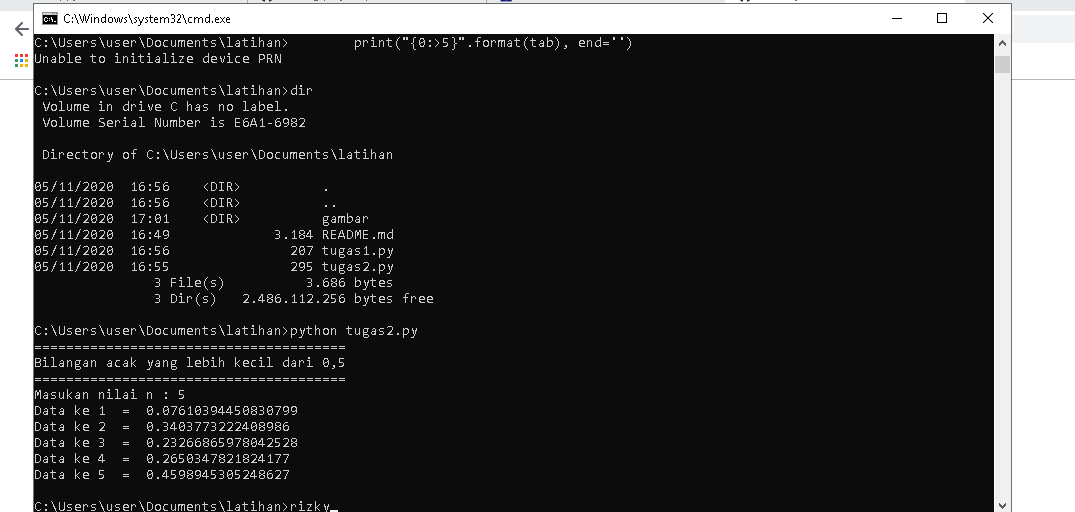 C:\Windows\system32\cmd.exe
C:\Users\user\Documents\latihan>        print("{0:>5}".format(tab), end='')
Unable to initialize device PRN
C:\Users\user\Documents\latihan>dir
 Volume in drive C has no label.
 Volume Serial Number is E6A1-6982
 Directory of C:\Users\user\Documents\latihan
05/11/2020  16:56    <DIR>          .
05/11/2020  16:56    <DIR>          ..
05/11/2020  17:01    <DIR>          gambar
05/11/2020  16:49             3.184 README.md
05/11/2020  16:56               207 tugas1.py
05/11/2020  16:55               295 tugas2.py
               3 File(s)          3.686 bytes
               3 Dir(s)   2.486.112.256 bytes free
C:\Users\user\Documents\latihan>python tugas2.py
=======================================
Bilangan acak yang lebih kecil dari 0,5
=======================================
Masukan nilai n : 5
Data ke 1  =  0.07610394450830799
Data ke 2  =  0.3403773222408986
Data ke 3  =  0.23266865978042528
Data ke 4  =  0.2650347821824177
Data ke 5  =  0.4598945305248627
C:\Users\user\Documents\latihan>rizky_